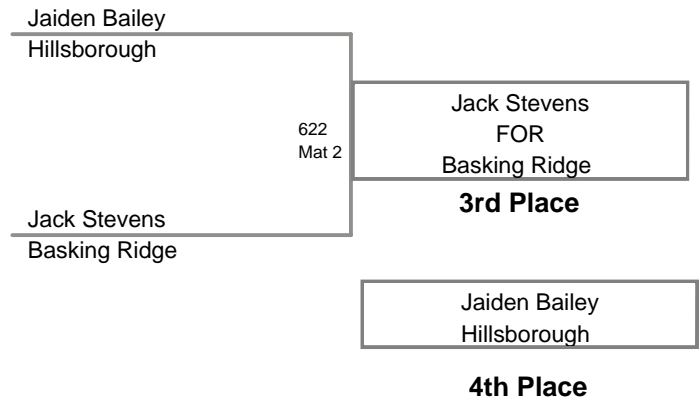 Jaiden Bailey
Hillsborough
622
Mat 2
Jack Stevens
FOR
Basking Ridge
3rd Place
Jack Stevens
Basking Ridge
Jaiden Bailey
Hillsborough
4th Place